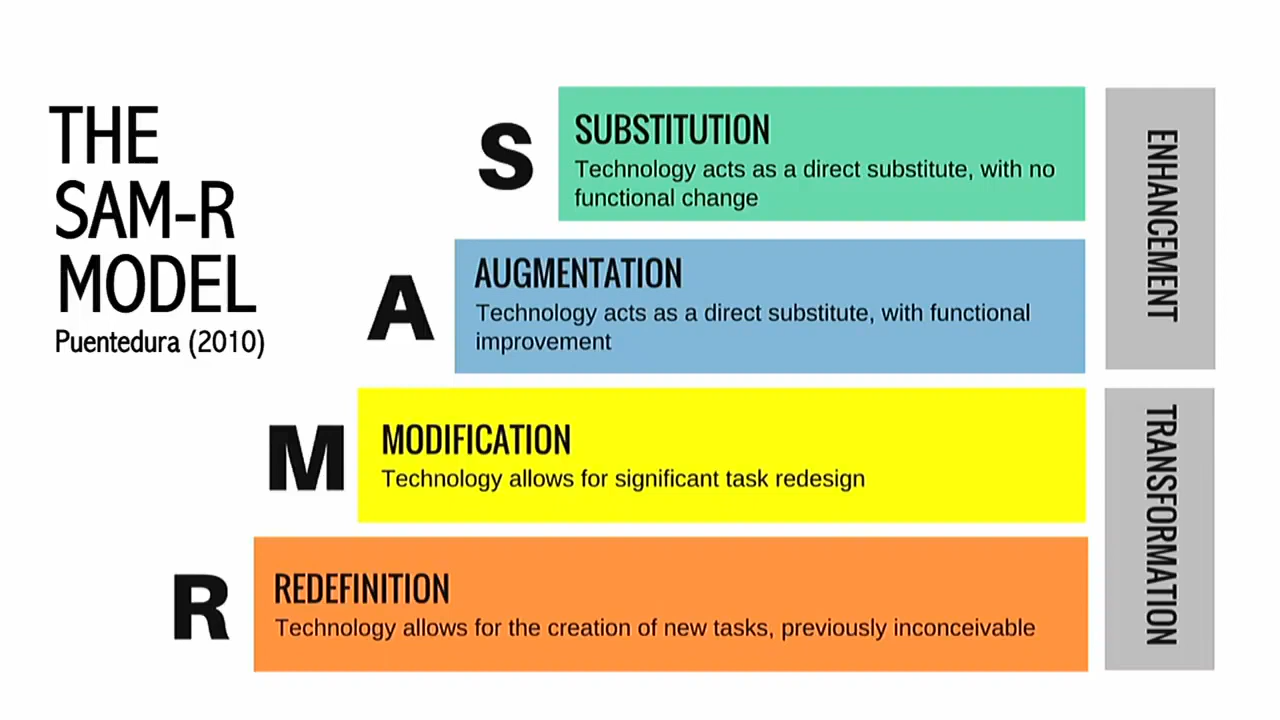 THE
SAM-R
MODEL
Puentedura (2010)
S
SUBSTITUTION
Technology acts as a direct substitute, with no
functional change
A
AUGMENTATION
Technology acts as a direct substitute, with functional
improvement
ENHANCEMENT
M
MODIFICATION
Technology allows for significant task redesign
R
REDEFINITION
Technology allows for the creation of new tasks, previously inconceivable
TRANSFORMATION